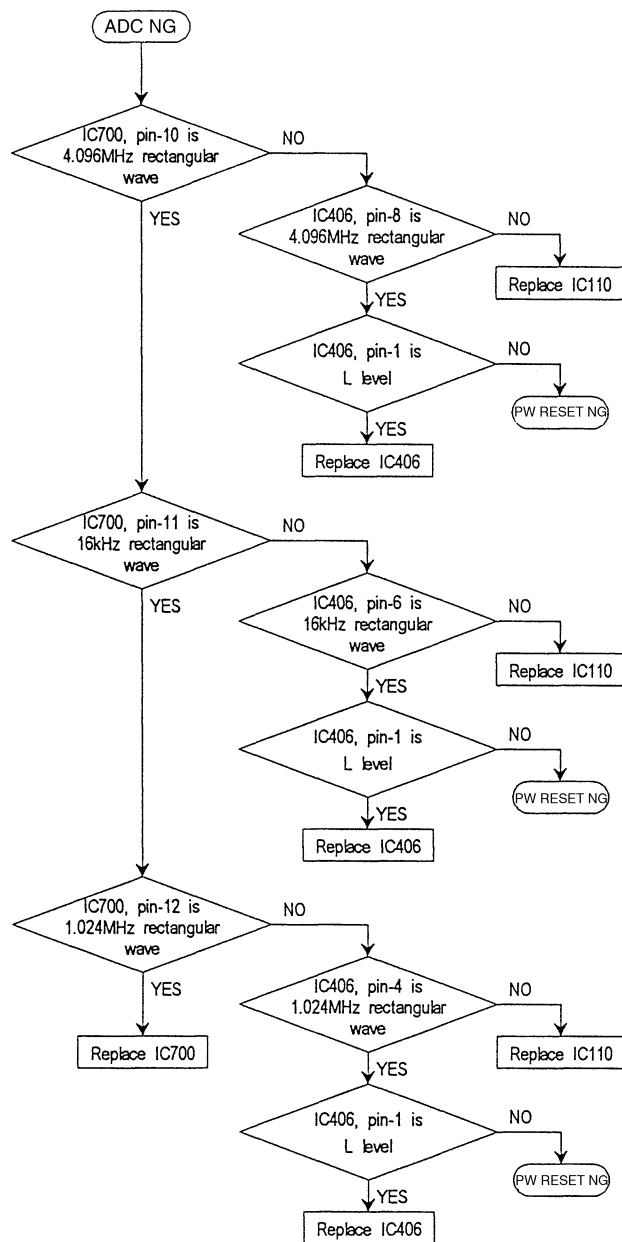 ADC NG
IC700, pin-10 is
4.096MHz rectangular
wave
NO
YES
IC406, pin-8 is
4.096MHz rectangular
wave
NO
Replace IC110
YES
IC406, pin-1 is
L level
NO
PW RESET NG
YES
Replace IC406
IC700, pin-11 is
16kHz rectangular
wave
NO
YES
IC406, pin-6 is
16kHz rectangular
wave
NO
Replace IC110
YES
IC406, pin-1 is
L level
NO
PW RESET NG
YES
Replace IC406
IC700, pin-12 is
1.024MHz rectangular
wave
NO
YES
Replace IC700
IC406, pin-4 is
1.024MHz rectangular
wave
NO
Replace IC110
YES
IC406, pin-1 is
L level
NO
PW RESET NG
YES
Replace IC406